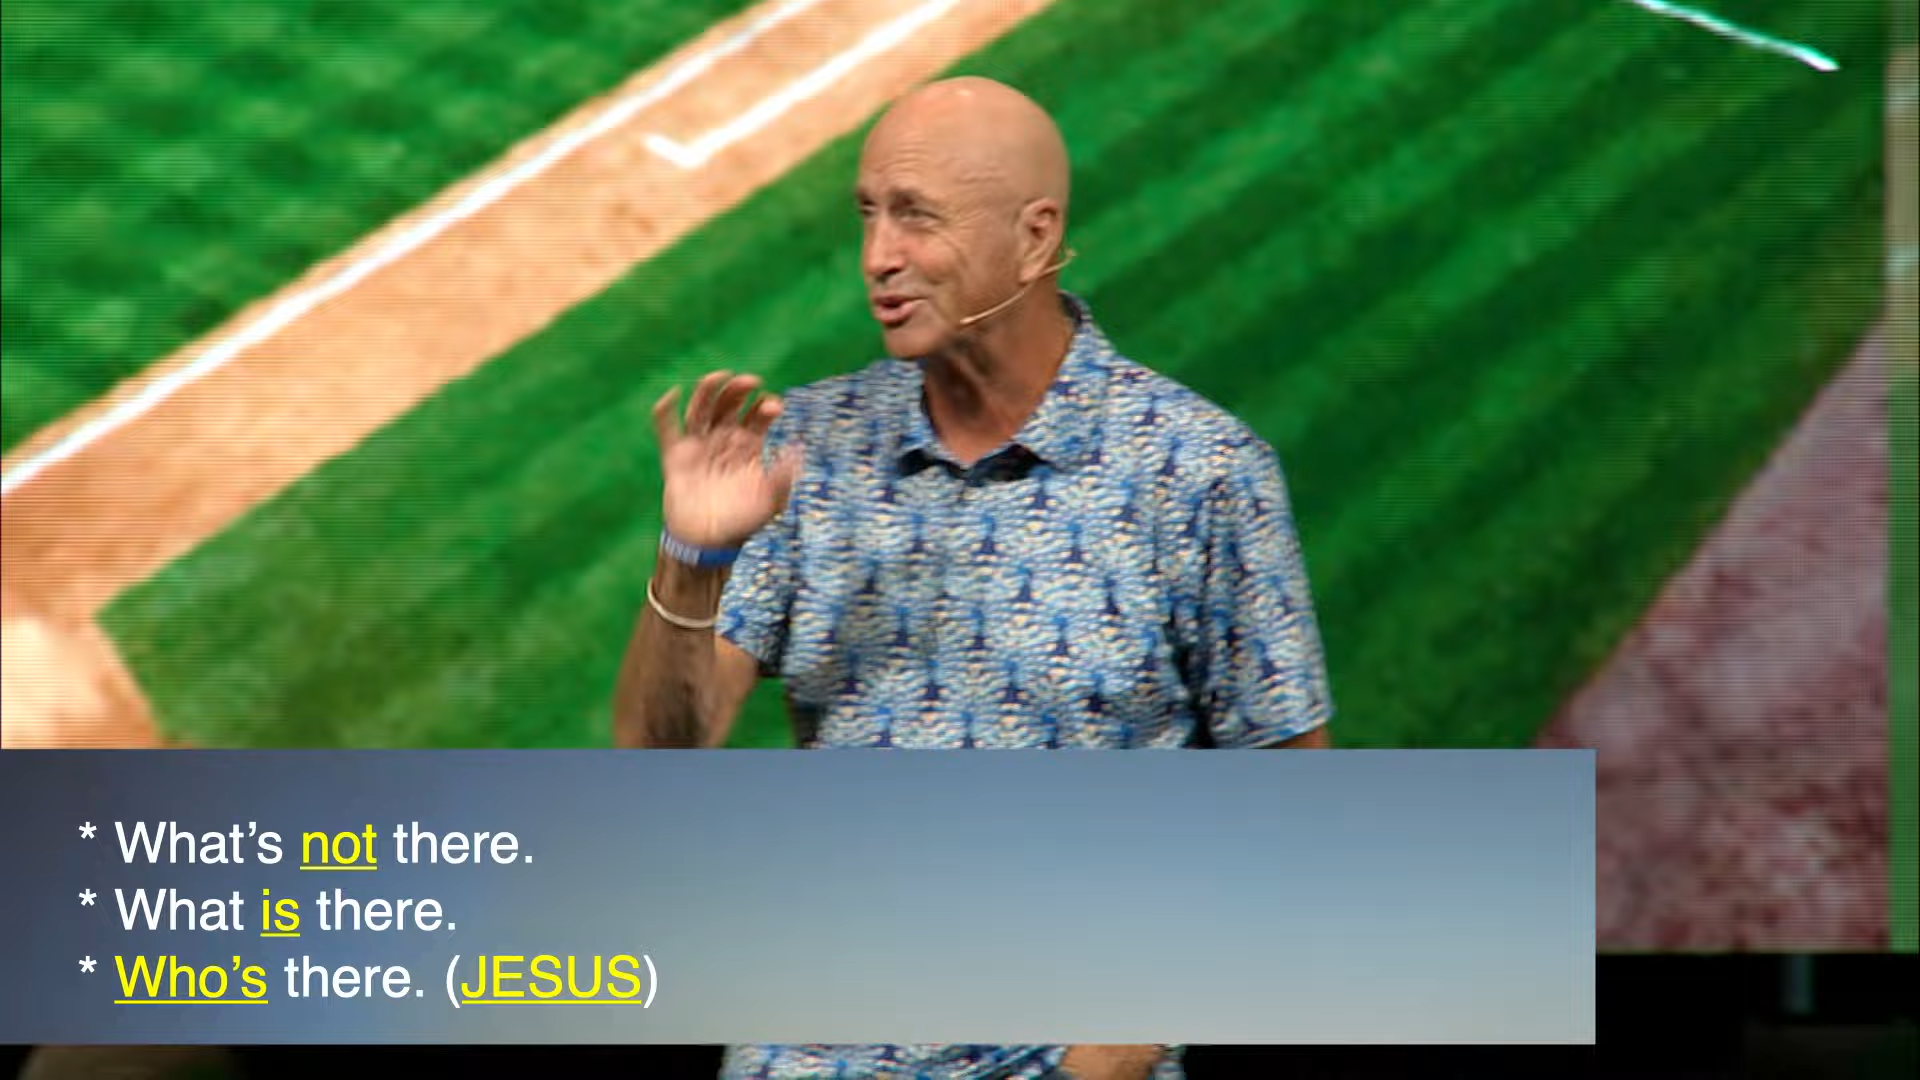 * What’s not there.
* What is there.
* Who’s there. (JESUS)